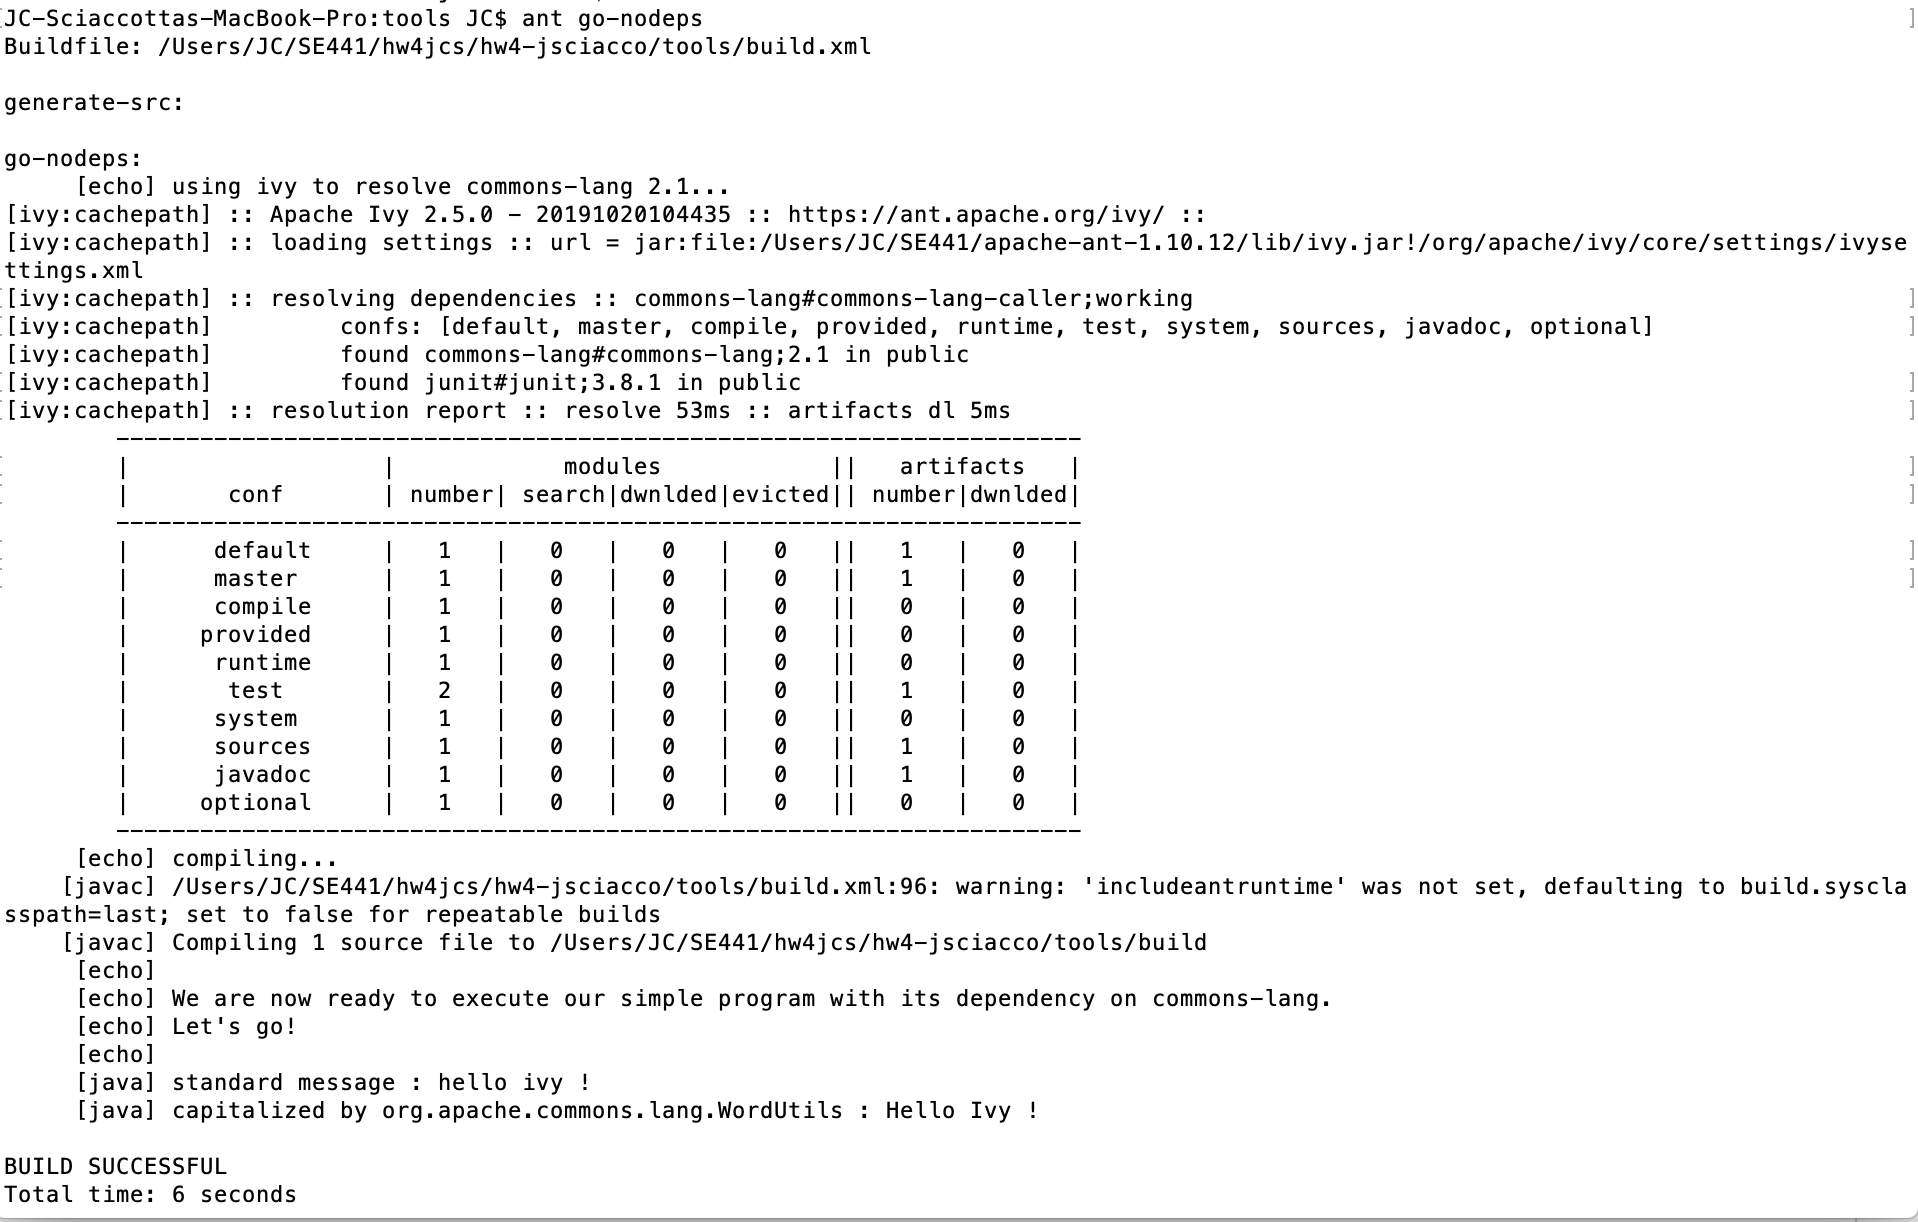 [JC-Sciaccottas-MacBook-Pro:tools JC$ ant go-nodeps ]
Buildfile: /Users/JC/SE441/hw4jcs/hw4-jsciacco/tools/build.xml
generate-src:
go-nodeps:
[echo] using ivy to resolve commons-lang 2.1...
[ivy:cachepath] :: Apache Ivy 2.5.0 - 20191020104435 :: https://ant.apache.org/ivy/ ::
[ivy:cachepath] :: loading settings :: url = jar:file:/Users/JC/SE441/apache-ant-1.10.12/lib/ivy.jar!/org/apache/ivy/core/settings/ivyse
ttings.xml
[ivy:cachepath] :: resolving dependencies :: commons-lang#commons-lang-caller;working
[ivy:cachepath] confs: [default, master, compile, provided, runtime, test, system, sources, javadoc, optional]
[ivy:cachepath] found commons-lang#commons-lang;2.1 in public
[ivy:cachepath] found junit#junit;3.8.1 in public
[ivy:cachepath] :: resolution report :: resolve 53ms :: artifacts dl 5ms
---------------------------------------------------------------------
| | modules || artifacts |
| conf | number| search|dwnlded|evicted|| number|dwnlded|
---------------------------------------------------------------------
| default | 1 | 0 | 0 | 0 || 1 | 0 |
| master | 1 | 0 | 0 | 0 || 1 | 0 |
| compile | 1 | 0 | 0 | 0 || 0 | 0 |
| provided | 1 | 0 | 0 | 0 || 0 | 0 |
| runtime | 1 | 0 | 0 | 0 || 0 | 0 |
| test | 2 | 0 | 0 | 0 || 1 | 0 |
| system | 1 | 0 | 0 | 0 || 0 | 0 |
| sources | 1 | 0 | 0 | 0 || 1 | 0 |
| javadoc | 1 | 0 | 0 | 0 || 1 | 0 |
| optional | 1 | 0 | 0 | 0 || 0 | 0 |
---------------------------------------------------------------------
[echo] compiling...
[javac] /Users/JC/SE441/hw4jcs/hw4-jsciacco/tools/build.xml:96: warning: 'includeantruntime' was not set, defaulting to build.syscla
sspath=last; set to false for repeatable builds
[javac] Compiling 1 source file to /Users/JC/SE441/hw4jcs/hw4-jsciacco/tools/build
[echo]
[echo] We are now ready to execute our simple program with its dependency on commons-lang.
[echo] Let's go!
[echo]
[java] standard message : hello ivy !
[java] capitalized by org.apache.commons.lang.WordUtils : Hello Ivy !
BUILD SUCCESSFUL
Total time: 6 seconds